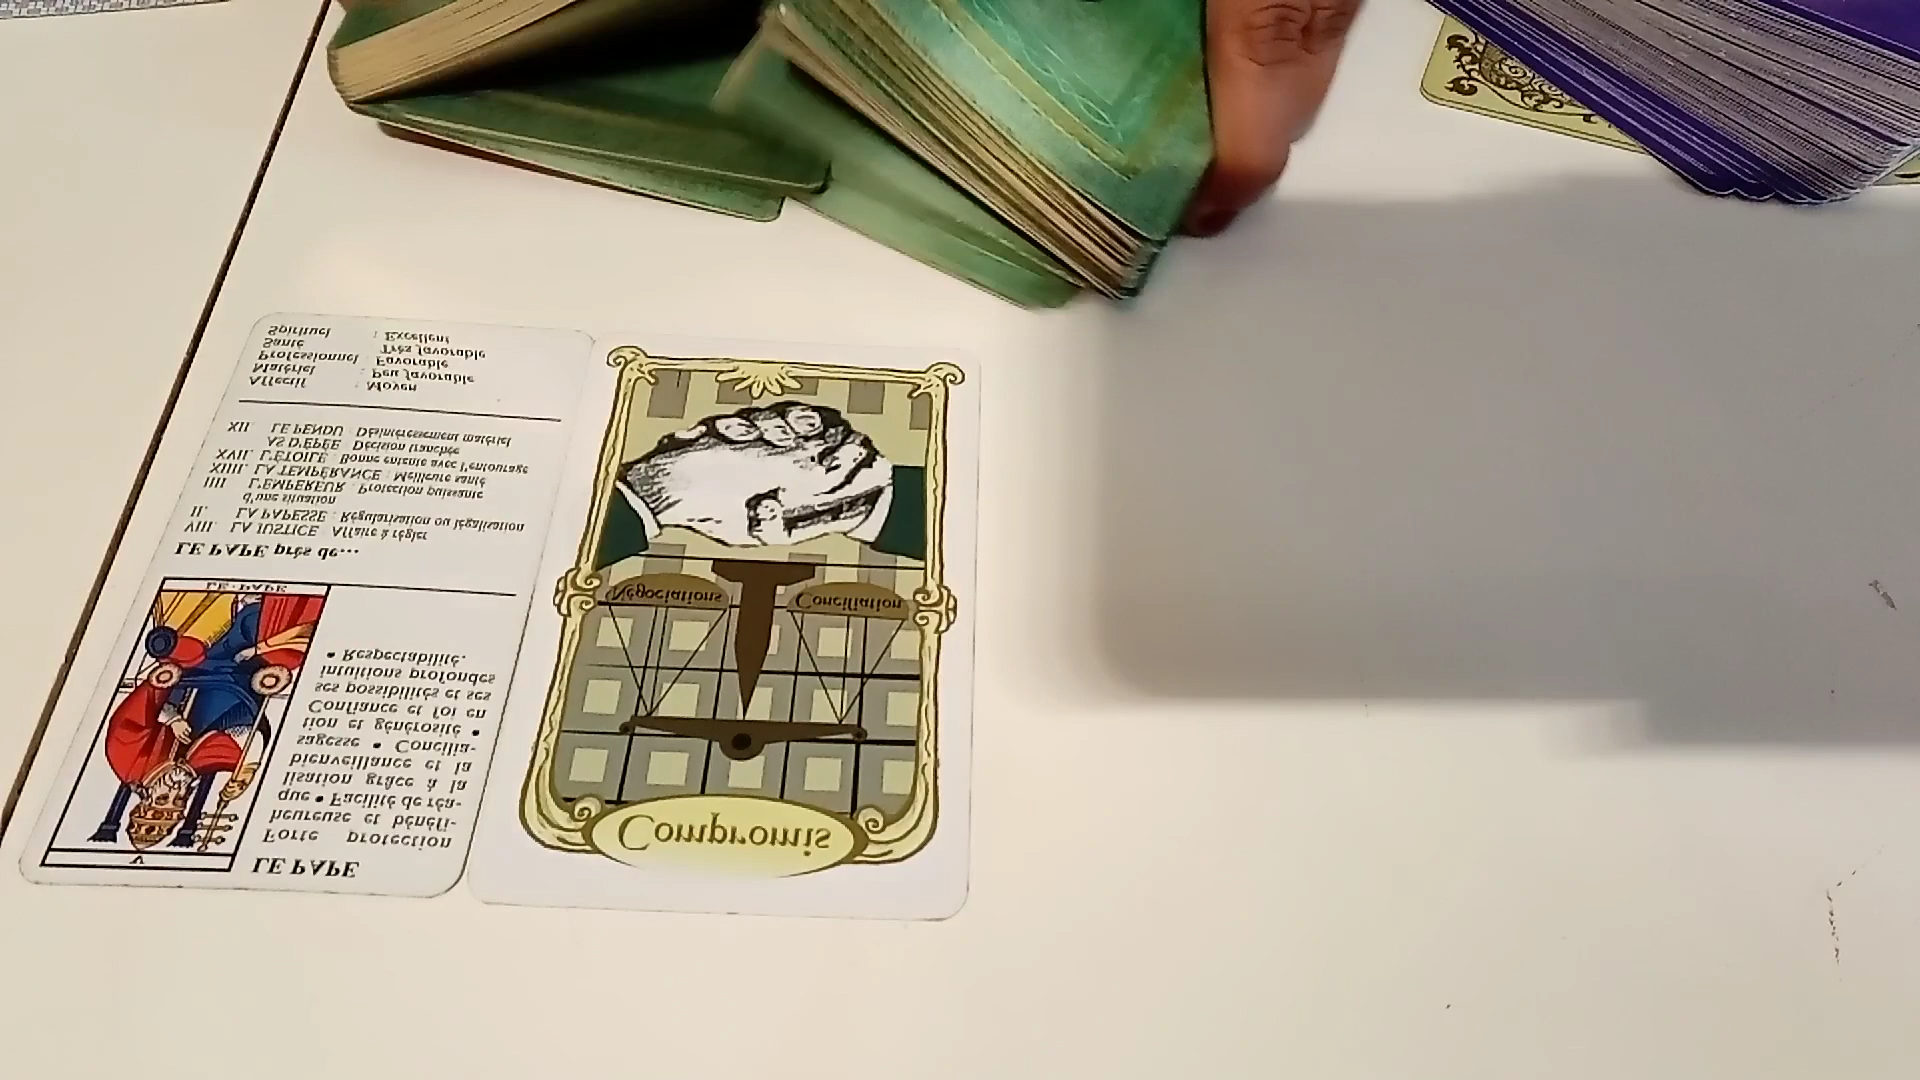 LE PAPE
V
Forte protection
heureuse et bénéfi-
que • Facilité de réa-
lisation grâce à la
bienveillance et la
sagesse • Concilia-
tion et générosité •
Confiance et foi en
ses possibilités et ses
intuitions profondes
• Respectabilité.
LE·PAPE
LE PAPE près de...
VIII. LA JUSTICE : Affaire à régler
II. LA PAPESSE : Régularisation ou légalisation
d'une situation
IIII. L'EMPEREUR : Protection puissante
XIIII. LA TEMPÉRANCE : Meilleure santé
XVII. L'ÉTOILE : Bonne entente avec l'entourage
AS D'ÉPÉE : Décision tranchée
XII. LE PENDU : Désintéressement matériel
Affectif : Moyen
Matériel : Peu favorable
Professionnel : Favorable
Santé : Très favorable
Spirituel : Excellent
Compromis
Négociations
Conciliation